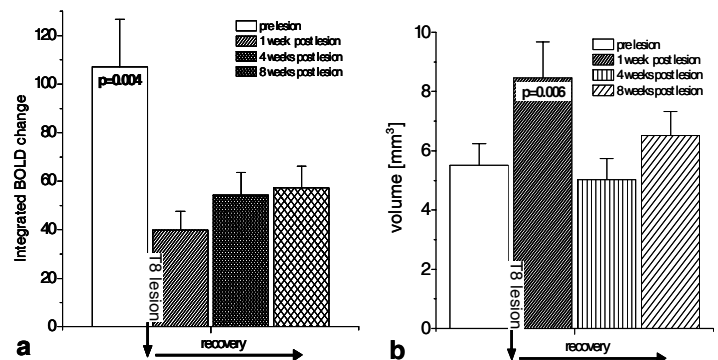 140
120
100
80
60
40
20
0
Integrated BOLD change
pre lesion
1 week post lesion
4 weeks post lesion
8 weeks post lesion
p=0.004
T8 lesion
recovery
a
10
8
6
4
2
0
volume [mm³]
pre lesion
1 week post lesion
4 weeks post lesion
8 weeks post lesion
p=0.006
T8 lesion
recovery
b